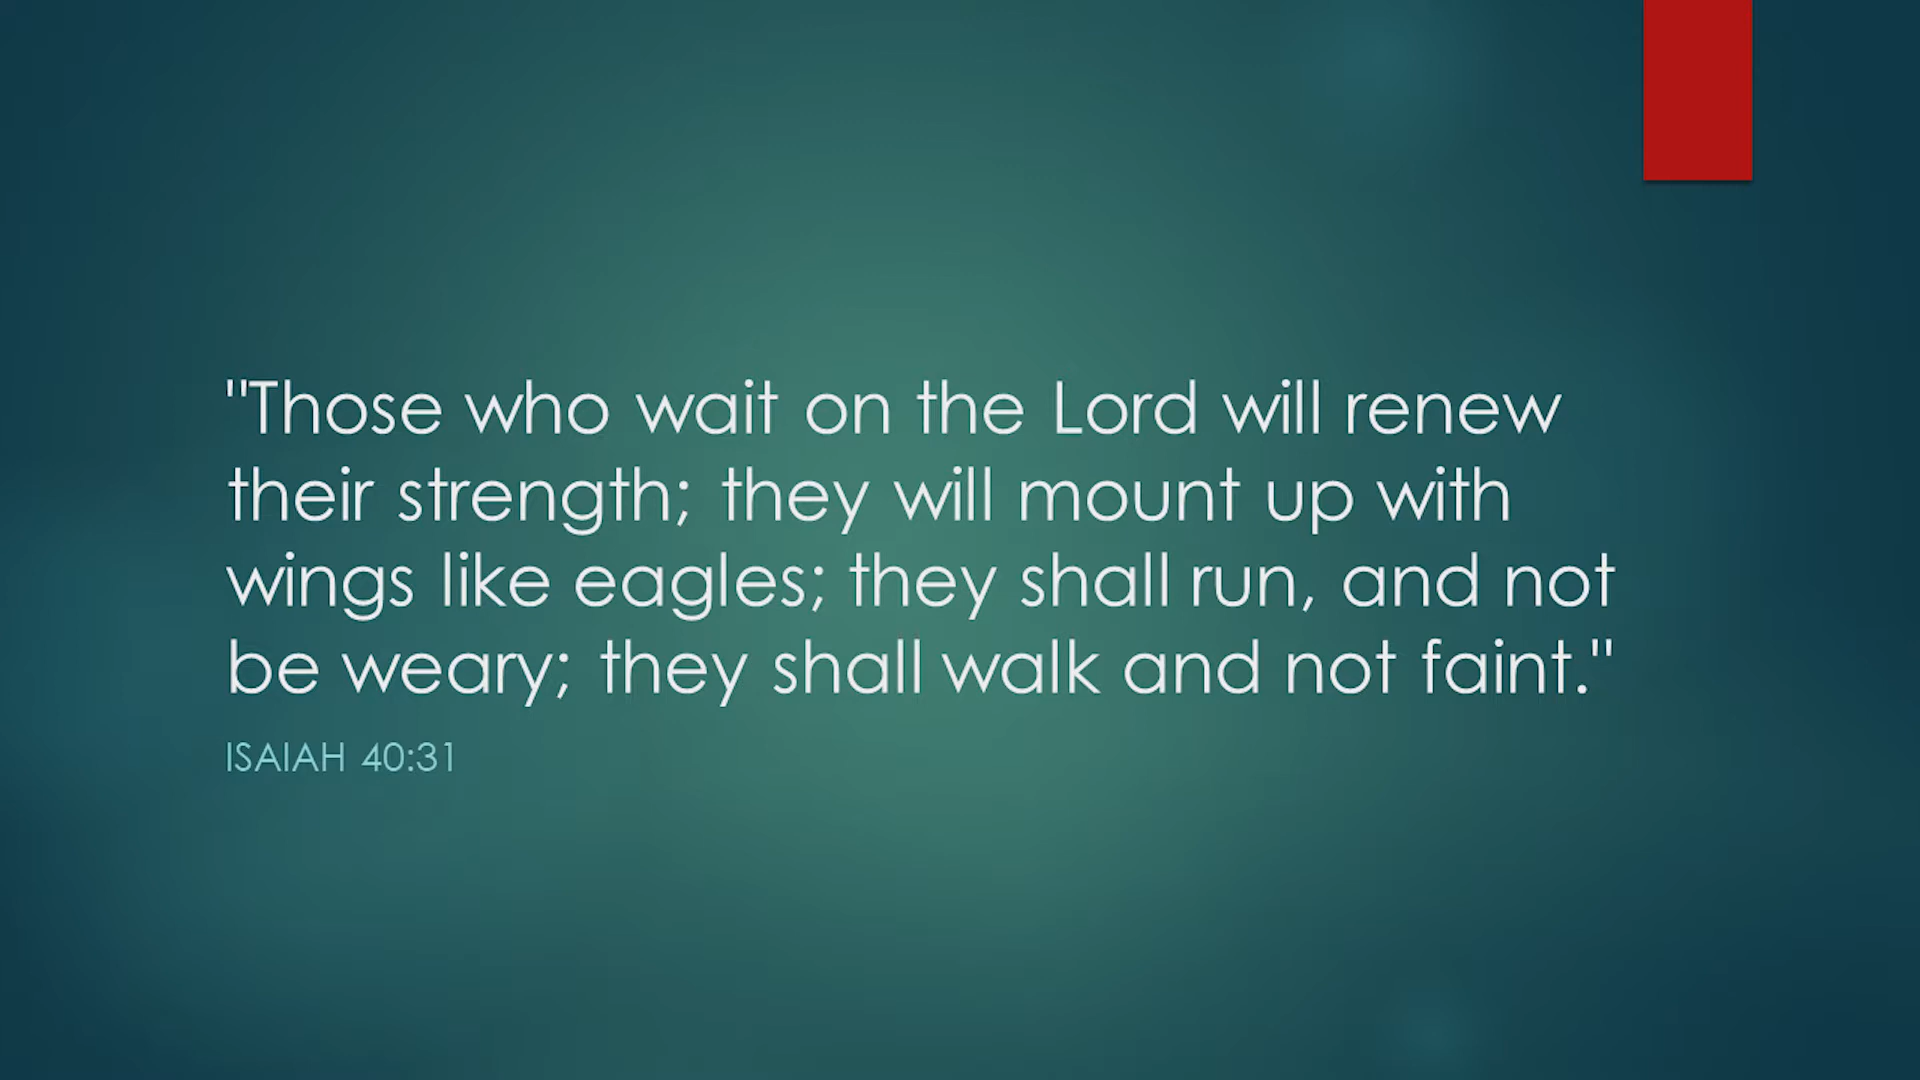 "Those who wait on the Lord will renew
their strength; they will mount up with
wings like eagles; they shall run, and not
be weary; they shall walk and not faint."
ISAIAH 40:31